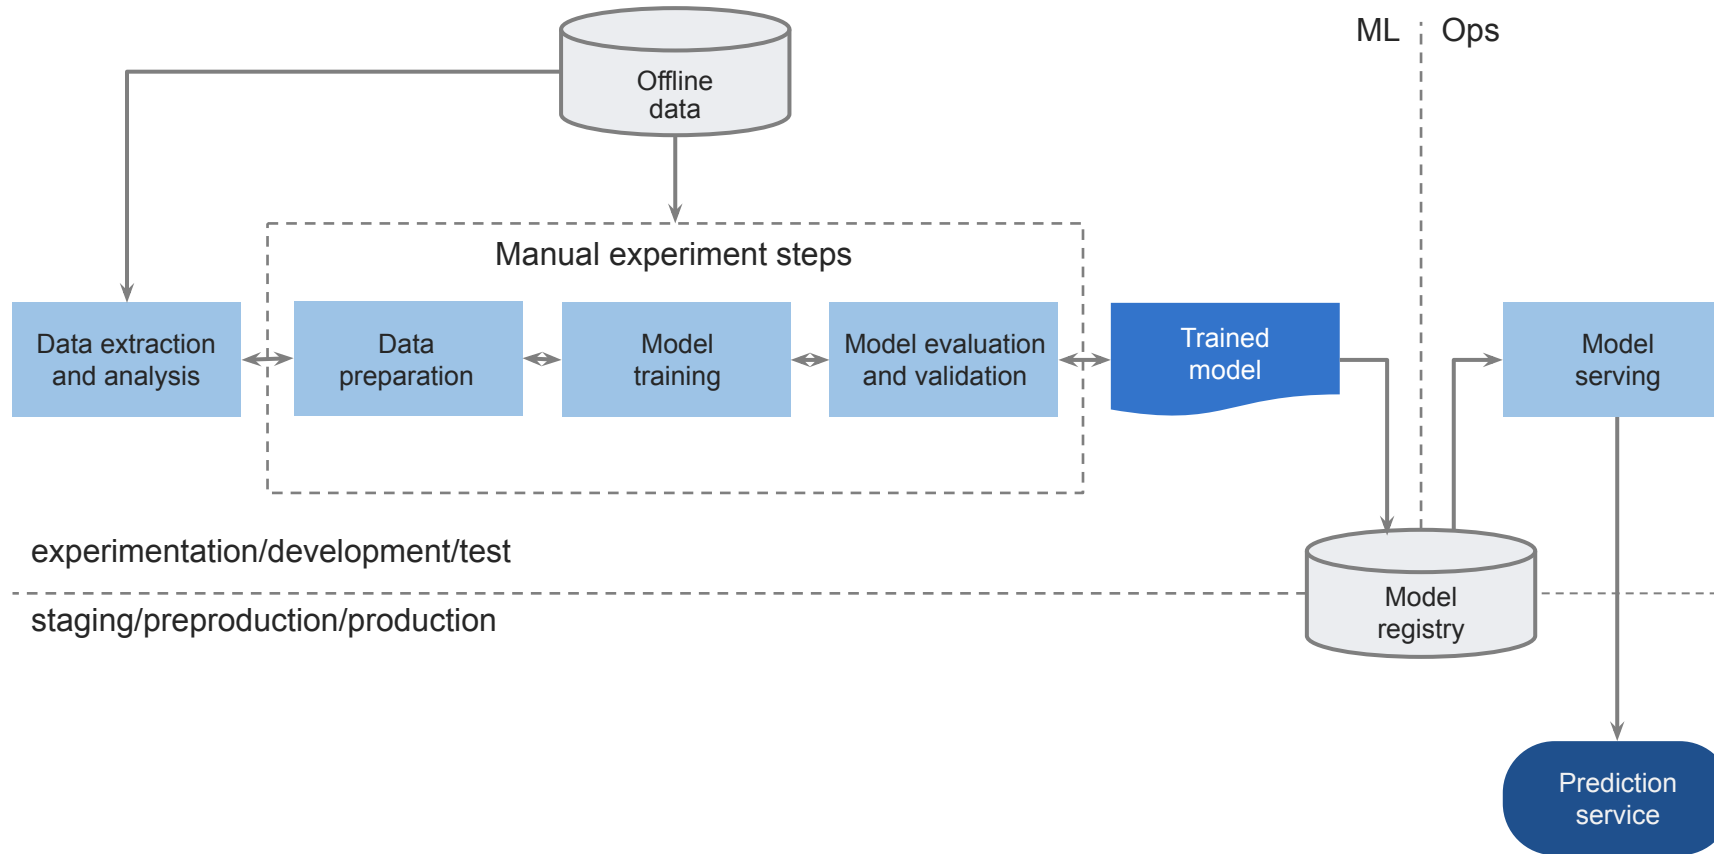 ML
Ops
Offline
data
Manual experiment steps
Data extraction
and analysis
Data
preparation
Model
training
Model evaluation
and validation
Trained
model
Model
serving
experimentation/development/test
staging/preproduction/production
Model
registry
Prediction
service